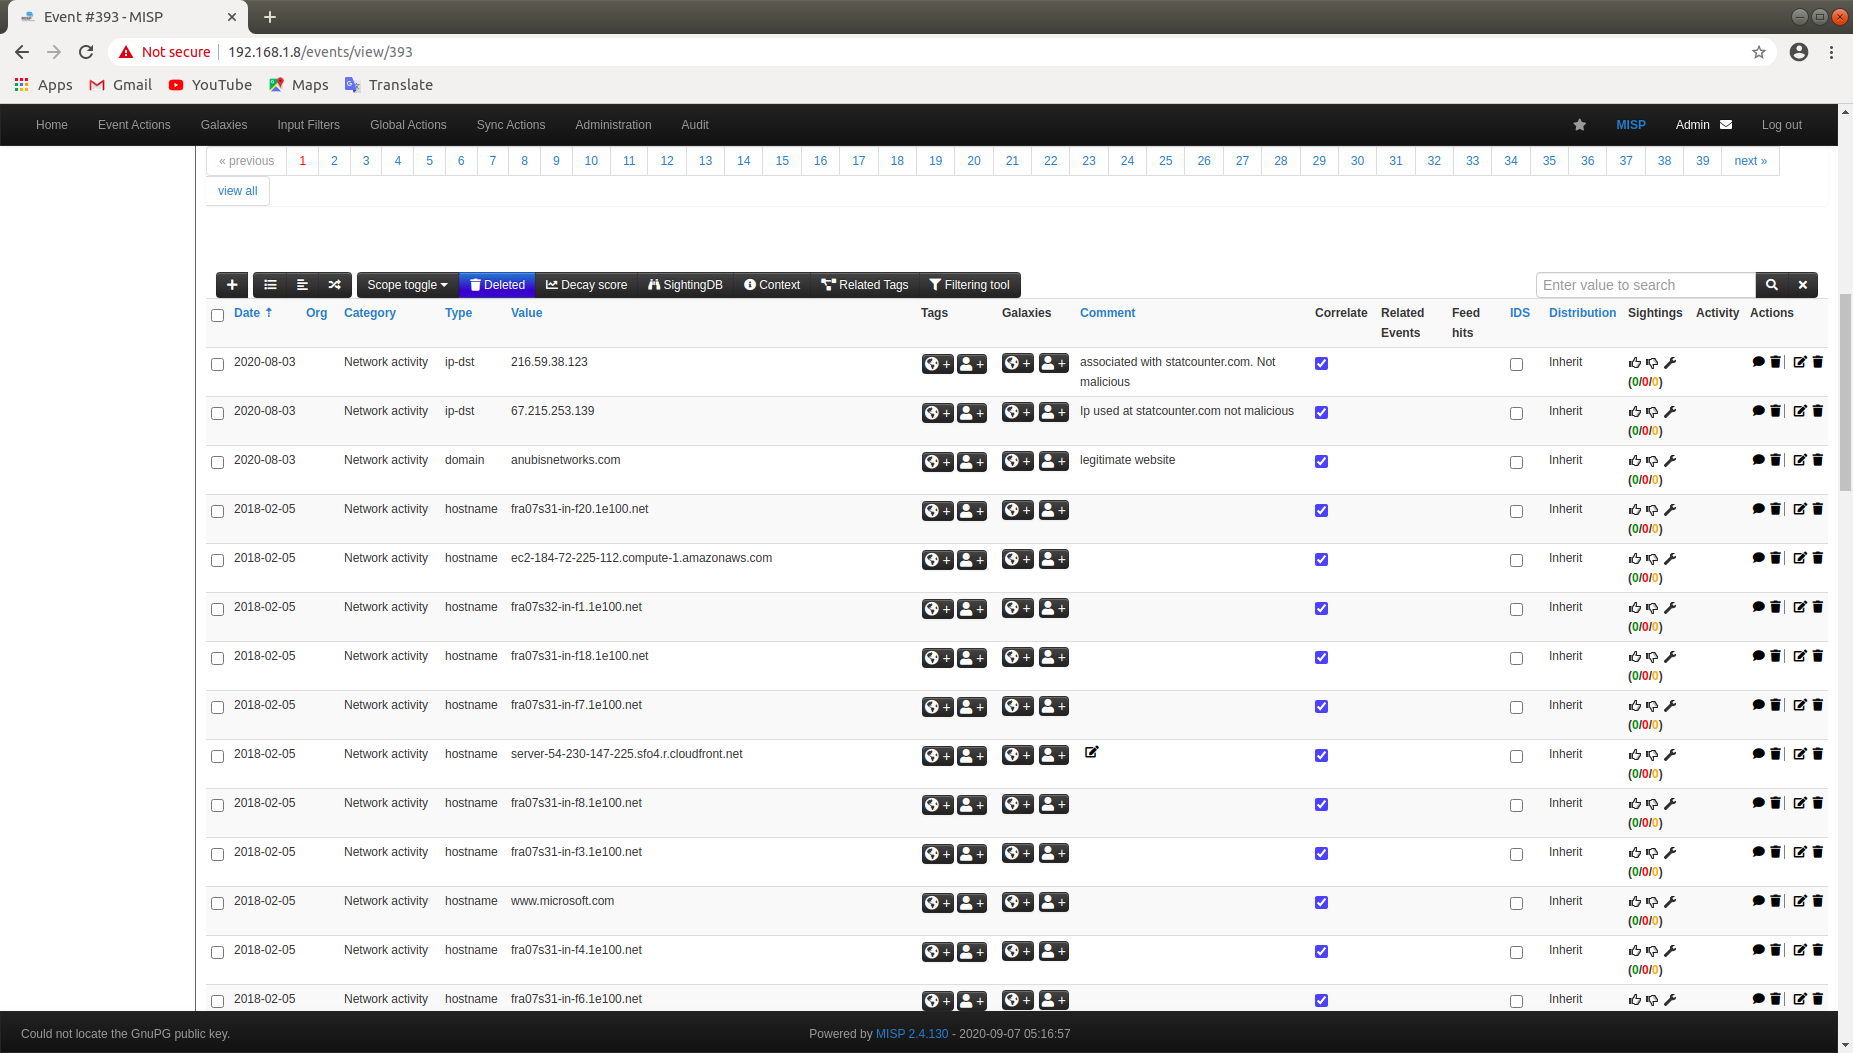 Event #393 - MISP
Not secure 192.168.1.8/events/view/393
Apps Gmail YouTube Maps Translate
Home Event Actions Galaxies Input Filters Global Actions Sync Actions Administration Audit MISP Admin Log out
« previous 1 2 3 4 5 6 7 8 9 10 11 12 13 14 15 16 17 18 19 20 21 22 23 24 25 26 27 28 29 30 31 32 33 34 35 36 37 38 39 next »
view all
Scope toggle Deleted Decay score SightingDB Context Related Tags Filtering tool Enter value to search
Date Org Category Type Value Tags Galaxies Comment Correlate Related Events Feed hits IDS Distribution Sightings Activity Actions
2020-08-03 Network activity ip-dst 216.59.38.123 + + + + associated with statcounter.com. Not malicious Inherit
(0/0/0)
2020-08-03 Network activity ip-dst 67.215.253.139 + + + + Ip used at statcounter.com not malicious Inherit
(0/0/0)
2020-08-03 Network activity domain anubisnetworks.com + + + + legitimate website Inherit
(0/0/0)
2018-02-05 Network activity hostname fra07s31-in-f20.1e100.net + + + + Inherit
(0/0/0)
2018-02-05 Network activity hostname ec2-184-72-225-112.compute-1.amazonaws.com + + + + Inherit
(0/0/0)
2018-02-05 Network activity hostname fra07s32-in-f1.1e100.net + + + + Inherit
(0/0/0)
2018-02-05 Network activity hostname fra07s31-in-f18.1e100.net + + + + Inherit
(0/0/0)
2018-02-05 Network activity hostname fra07s31-in-f7.1e100.net + + + + Inherit
(0/0/0)
2018-02-05 Network activity hostname server-54-230-147-225.sfo4.r.cloudfront.net + + + + Inherit
(0/0/0)
2018-02-05 Network activity hostname fra07s31-in-f8.1e100.net + + + + Inherit
(0/0/0)
2018-02-05 Network activity hostname fra07s31-in-f3.1e100.net + + + + Inherit
(0/0/0)
2018-02-05 Network activity hostname www.microsoft.com + + + + Inherit
(0/0/0)
2018-02-05 Network activity hostname fra07s31-in-f4.1e100.net + + + + Inherit
(0/0/0)
2018-02-05 Network activity hostname fra07s31-in-f6.1e100.net + + + + Inherit
Could not locate the GnuPG public key. Powered by MISP 2.4.130 - 2020-09-07 05:16:57